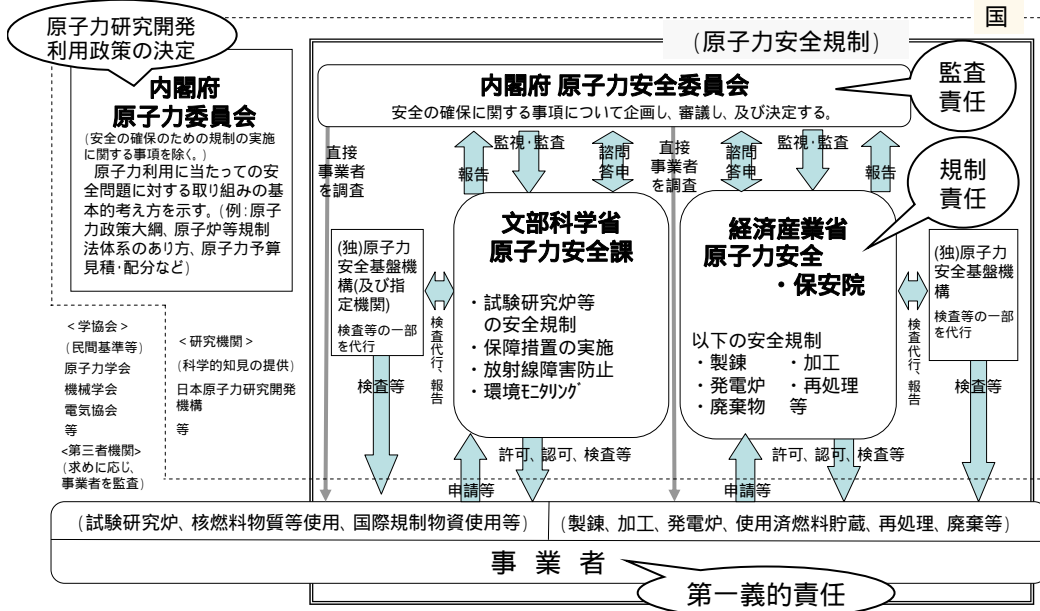 国
原子力研究開発
利用政策の決定
(原子力安全規制)
内閣府
原子力委員会
(安全の確保のための規制の実施
に関する事項を除く。)
原子力利用に当たっての安
全問題に対する取り組みの基
本的考え方を示す。(例:原子
力政策大綱、原子炉等規制
法体系のあり方、原子力予算
見積・配分など)
内閣府 原子力安全委員会
安全の確保に関する事項について企画し、審議し、及び決定する。
監査
責任
直接
事業者
を調査
報告
監視・監査
諮問
答申
直接
事業者
を調査
諮問
答申
監視・監査
報告
規制
責任
(独)原子力
安全基盤機
構(及び指
定機関)
検査等の一部
を代行
検査代行、報告
文部科学省
原子力安全課
・試験研究炉等
の安全規制
・保障措置の実施
・放射線障害防止
・環境モニタリング
経済産業省
原子力安全
・保安院
以下の安全規制
・製錬 ・加工
・発電炉 ・再処理
・廃棄物 等
検査代行、報告
(独)原子力
安全基盤機
構
検査等の一部
を代行
<学協会>
(民間基準等)
原子力学会
機械学会
電気協会
等
<第三者機関>
(求めに応じ、
事業者を監査)
<研究機関>
(科学的知見の提供)
日本原子力研究開発
機構
等
検査等
申請等
許可、認可、検査等
申請等
許可、認可、検査等
検査等
(試験研究炉、核燃料物質等使用、国際規制物資使用等)
(製錬、加工、発電炉、使用済燃料貯蔵、再処理、廃棄等)
事 業 者
第一義的責任